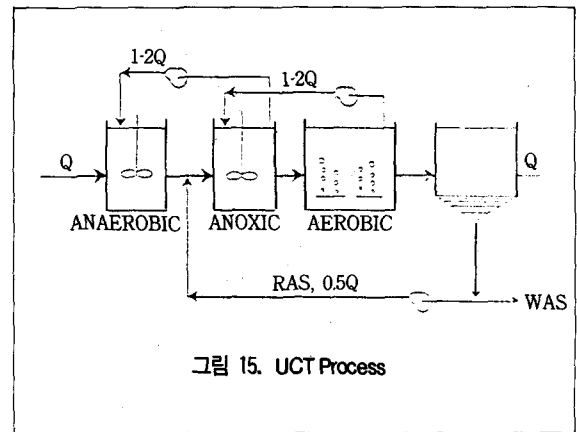 1-2Q
1-2Q
Q
Q
ANAEROBIC
ANOXIC
AEROBIC
RAS, 0.5Q
WAS
그림 15. UCT Process